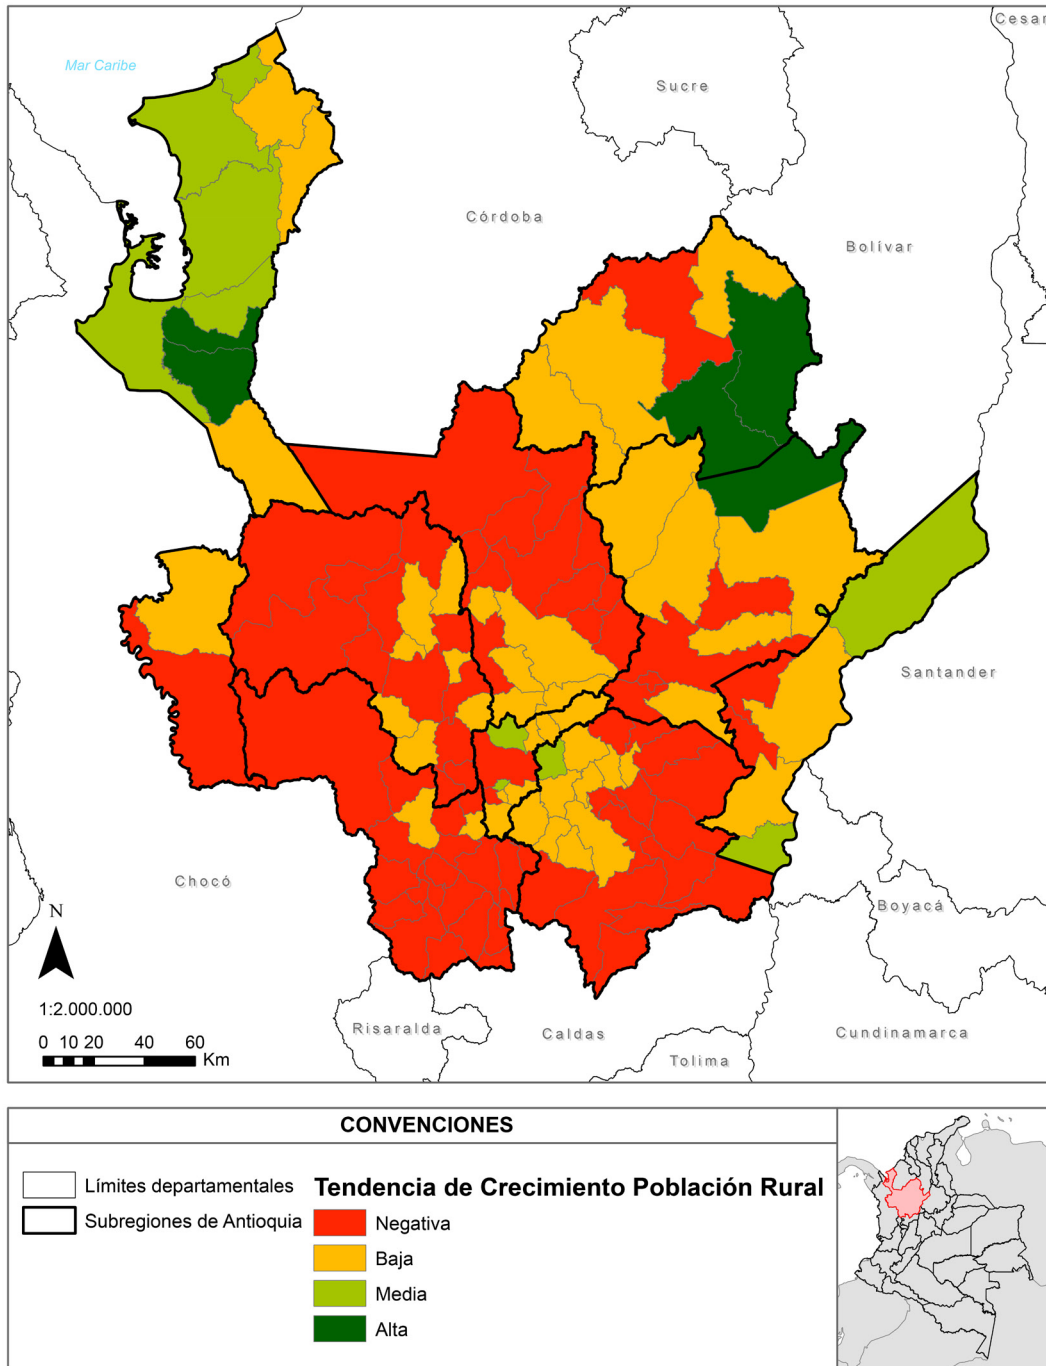 Cesar
Mar Caribe
Sucre
Córdoba
Bolívar
Santander
Chocó
Boyacá
N
1:2.000.000
Risaralda
Caldas
Cundinamarca
Tolima
0 10 20 40 60
Km
CONVENCIONES
Límites departamentales
Subregiones de Antioquia
Tendencia de Crecimiento Población Rural
Negativa
Baja
Media
Alta